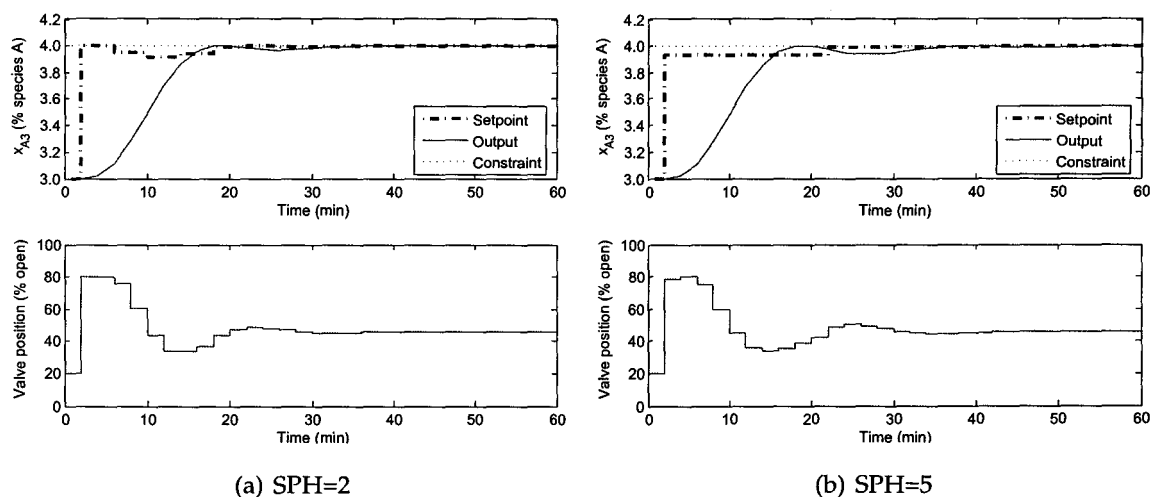 4.2
4.0
3.8
3.6
3.4
3.2
3.0
x_A3 (% species A)
Setpoint
Output
Constraint
0 10 20 30 40 50 60
Time (min)
100
80
60
40
20
0
Valve position (% open)
0 10 20 30 40 50 60
Time (min)
(a) SPH=2
4.2
4.0
3.8
3.6
3.4
3.2
3.0
x_A3 (% species A)
Setpoint
Output
Constraint
0 10 20 30 40 50 60
Time (min)
100
80
60
40
20
0
Valve position (% open)
0 10 20 30 40 50 60
Time (min)
(b) SPH=5